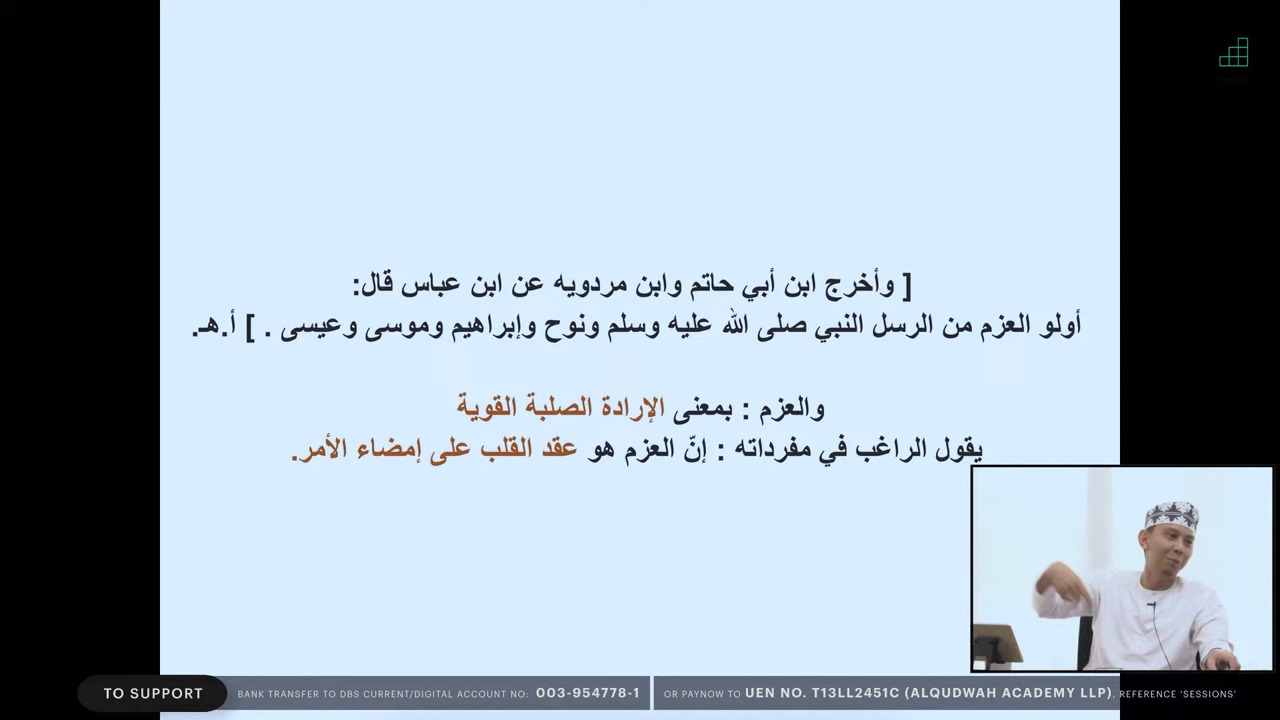 [ وأخرج ابن أبي حاتم وابن مردويه عن ابن عباس قال:
أولو العزم من الرسل النبي صلى الله عليه وسلم ونوح وإبراهيم وموسى وعيسى . ] أ.هـ.
والعزم : بمعنى الإرادة الصلبة القوية
يقول الراغب في مفرداته : إنّ العزم هو عقد القلب على إمضاء الأمر.
TO SUPPORT BANK TRANSFER TO DBS CURRENT/DIGITAL ACCOUNT NO: 003-954778-1 OR PAYNOW TO UEN NO. T13LL2451C (ALQUDWAH ACADEMY LLP), REFERENCE ‘SESSIONS’